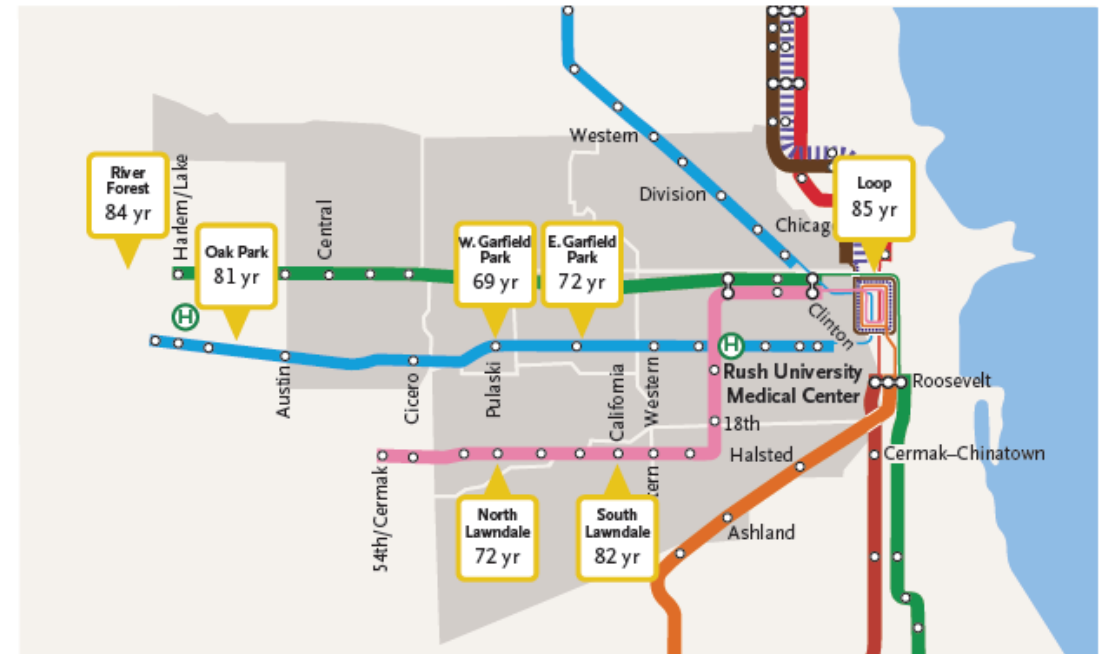 Western
Division
Chicag
Loop
85 yr
River
Forest
84 yr
Harlem/Lake
Oak Park
81 yr
Central
W. Garfield
Park
69 yr
E. Garfield
Park
72 yr
Clinton
H
H
Austin
Cicero
Pulaski
California
Western
Rush University
Medical Center
Roosevelt
18th
Halsted
Cermak–Chinatown
54th/Cermak
North
Lawndale
72 yr
South
Lawndale
82 yr
tern
Ashland